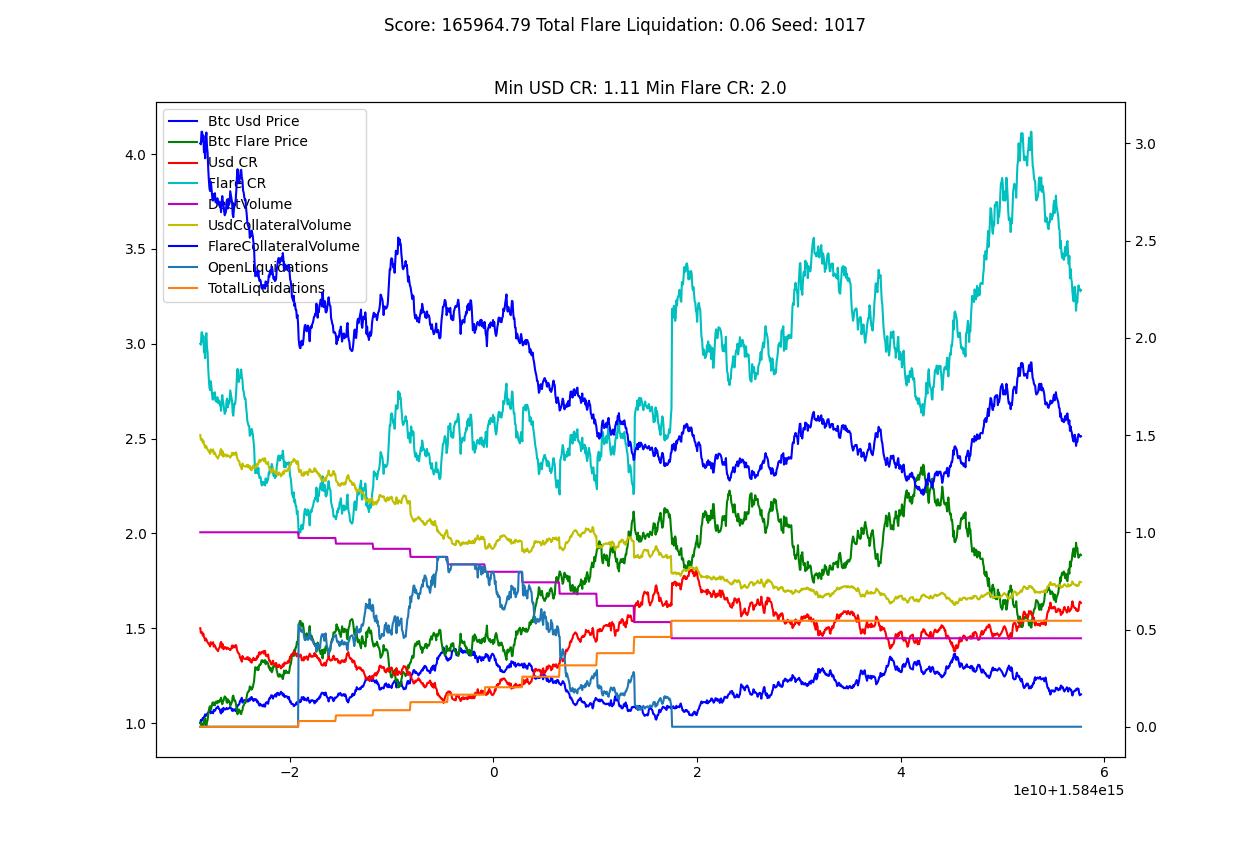 Score: 165964.79 Total Flare Liquidation: 0.06 Seed: 1017
Min USD CR: 1.11 Min Flare CR: 2.0
Btc Usd Price
Btc Flare Price
Usd CR
Flare CR
DebtVolume
UsdCollateralVolume
FlareCollateralVolume
OpenLiquidations
TotalLiquidations
4.0
3.5
3.0
2.5
2.0
1.5
1.0
3.0
2.5
2.0
1.5
1.0
0.5
0.0
−2 0 2 4 6
1e10+1.584e15